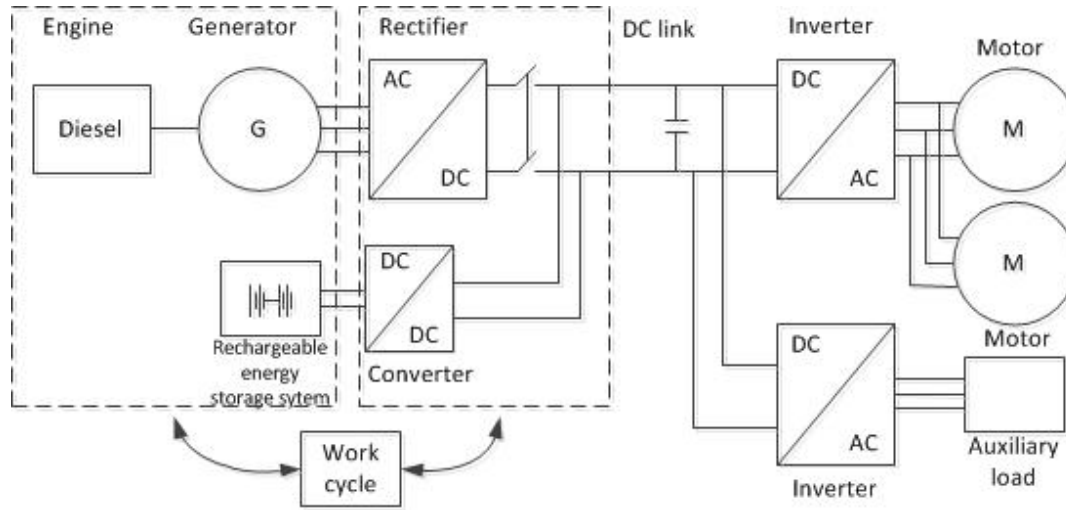 Engine
Generator
Rectifier
DC link
Inverter
Motor
Diesel
G
AC
DC
DC
AC
M
M
Motor
DC
DC
Rechargeable
energy
storage sytem
Converter
DC
AC
Inverter
Auxiliary
load
Work
cycle